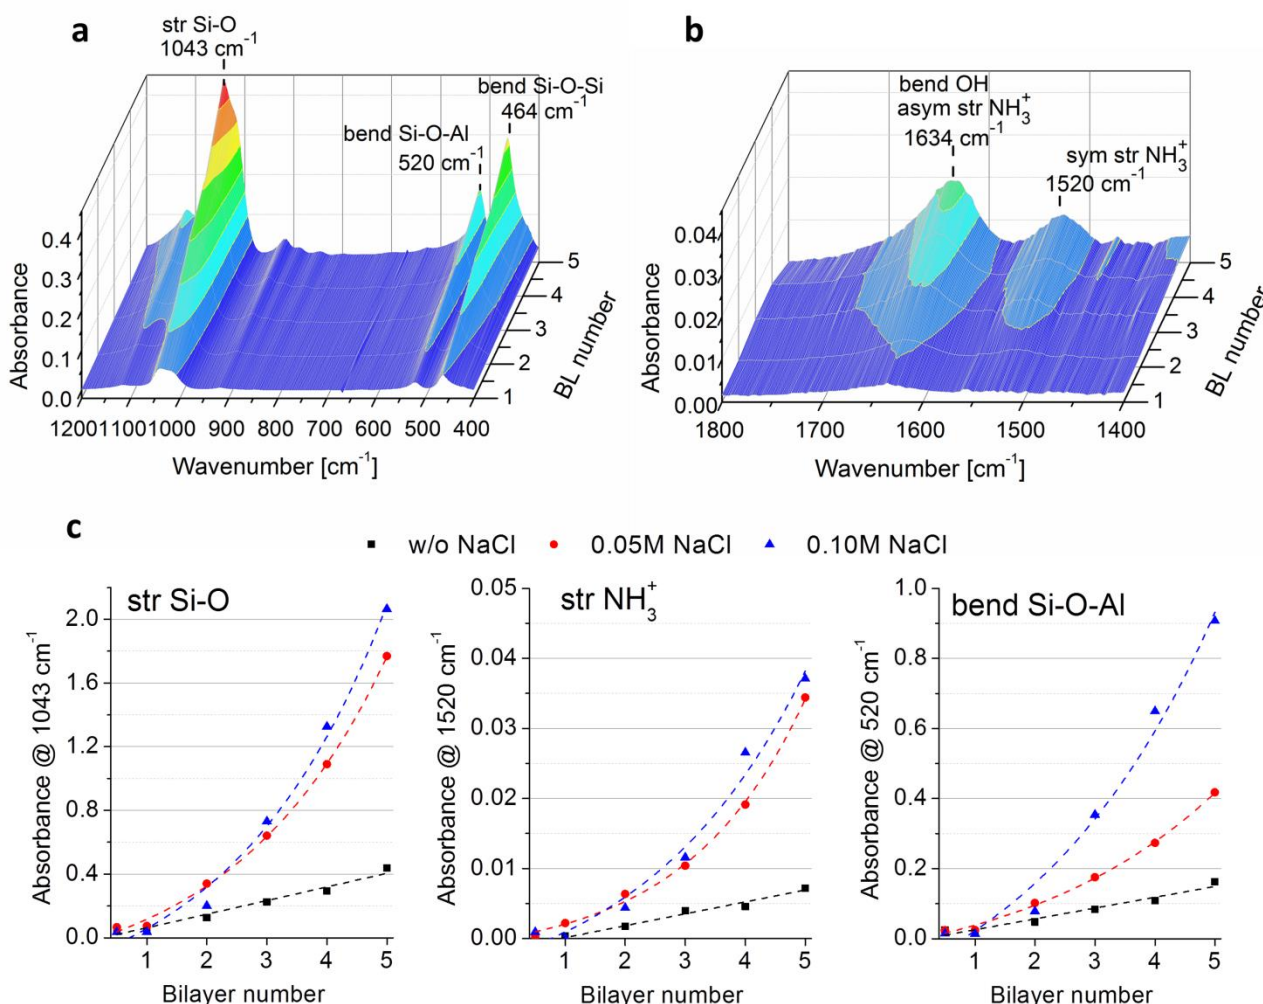 a
str Si-O
1043 cm⁻¹
bend Si-O-Si
464 cm⁻¹
bend Si-O-Al
520 cm⁻¹
0.4
0.3
0.2
0.1
0.0
Absorbance
5
4
3
2
1
BL number
1200 1100 1000 900 800 700 600 500 400
Wavenumber [cm⁻¹]
b
bend OH
asym str NH₃⁺
1634 cm⁻¹
sym str NH₃⁺
1520 cm⁻¹
0.04
0.03
0.02
0.01
0.00
Absorbance
5
4
3
2
1
BL number
1800 1700 1600 1500 1400
Wavenumber [cm⁻¹]
c
w/o NaCl 0.05M NaCl 0.10M NaCl
str Si-O
2.0
1.6
1.2
0.8
0.4
0.0
Absorbance @ 1043 cm⁻¹
1 2 3 4 5
Bilayer number
str NH₃⁺
0.05
0.04
0.03
0.02
0.01
0.00
Absorbance @ 1520 cm⁻¹
1 2 3 4 5
Bilayer number
bend Si-O-Al
1.0
0.8
0.6
0.4
0.2
0.0
Absorbance @ 520 cm⁻¹
1 2 3 4 5
Bilayer number